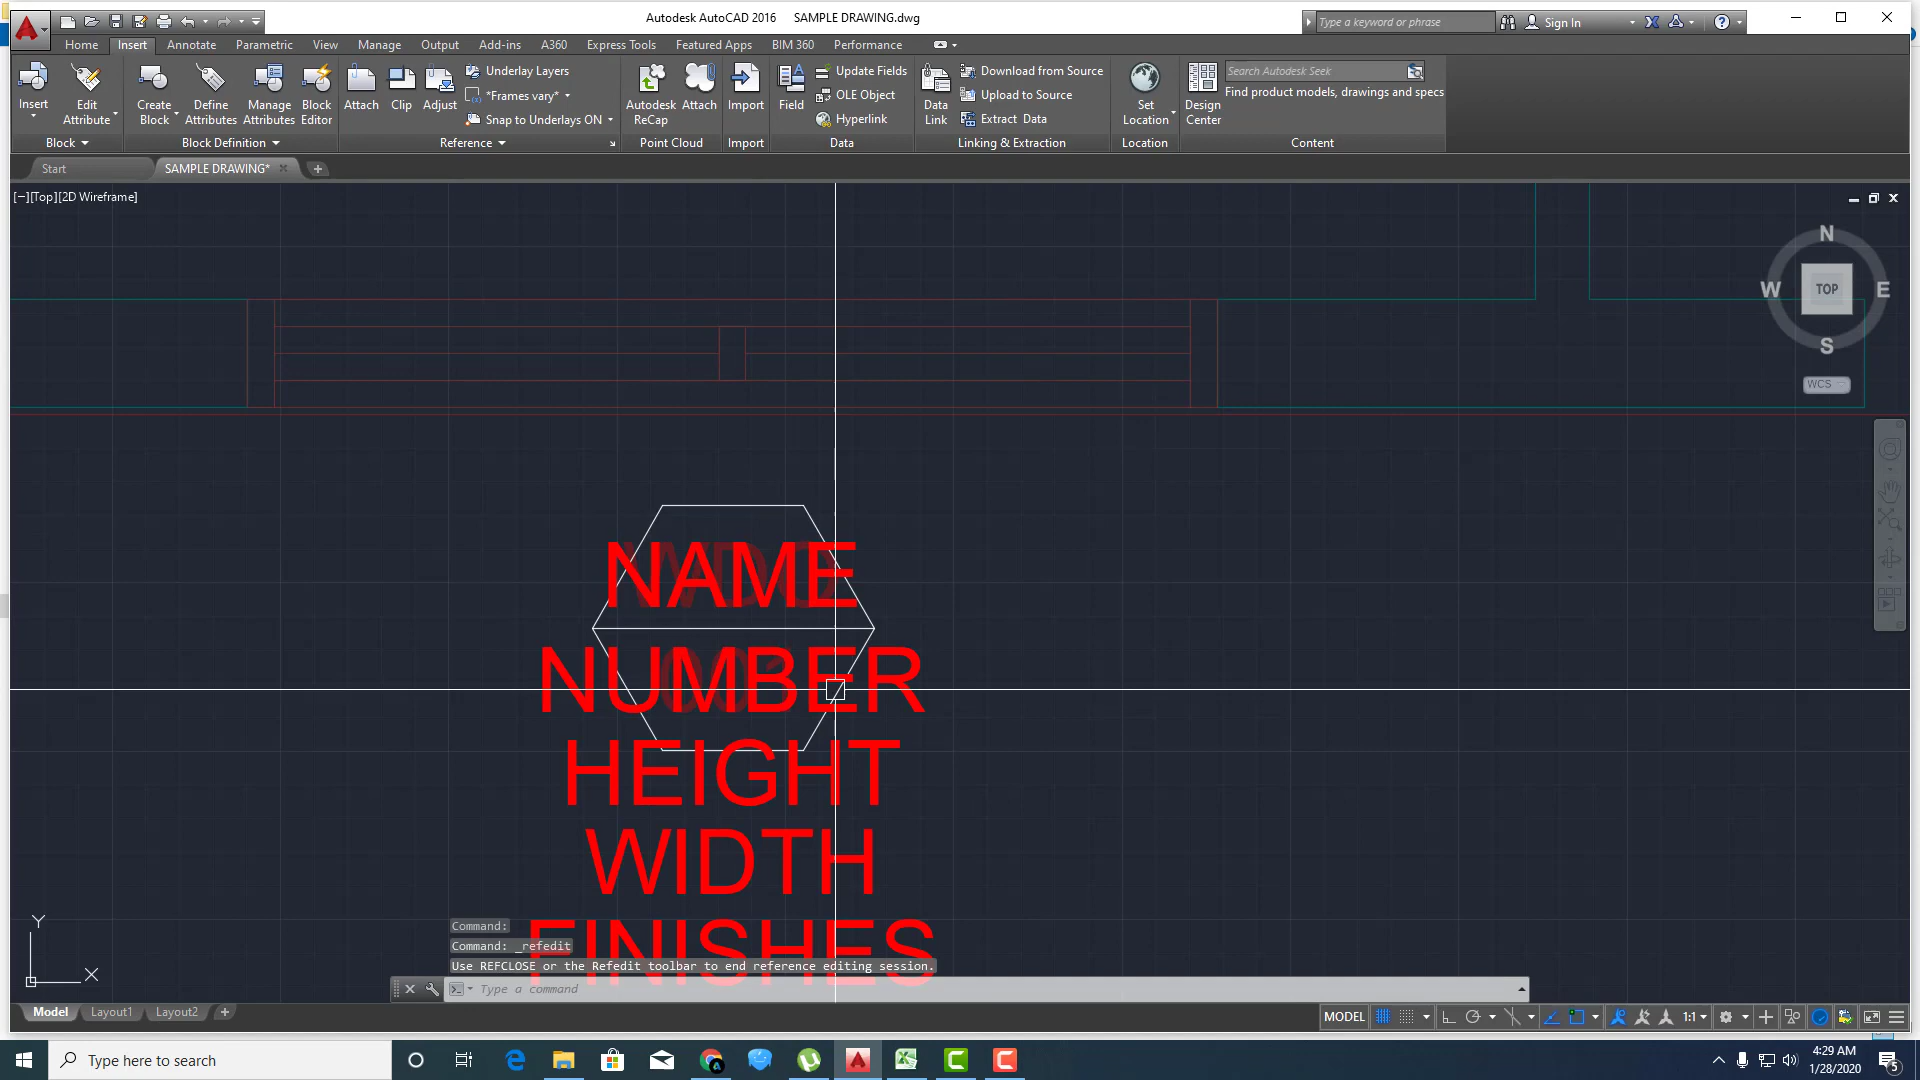 Autodesk AutoCAD 2016 SAMPLE DRAWING.dwg
Type a keyword or phrase
Sign In
Home Insert Annotate Parametric View Manage Output Add-ins A360 Express Tools Featured Apps BIM 360 Performance
Insert
Edit Attribute
Create Block
Define Attributes
Manage Attributes
Block Editor
Attach
Clip
Adjust
Underlay Layers
*Frames vary*
Snap to Underlays ON
Autodesk ReCap
Attach
Import
Field
Update Fields
OLE Object
Hyperlink
Data Link
Download from Source
Upload to Source
Extract Data
Set Location
Design Center
Search Autodesk Seek
Find product models, drawings and specs
Block Block Definition Reference Point Cloud Import Data Linking & Extraction Location Content
Start SAMPLE DRAWING*
[−][Top][2D Wireframe]
N
W TOP E
S
WCS
NAME
NUMBER
HEIGHT
WIDTH
FINISHES
Y
X
Command:
Command: _refedit
Use REFCLOSE or the Refedit toolbar to end reference editing session.
Type a command
Model Layout1 Layout2
MODEL
1:1
Type here to search
4:29 AM
1/28/2020
5